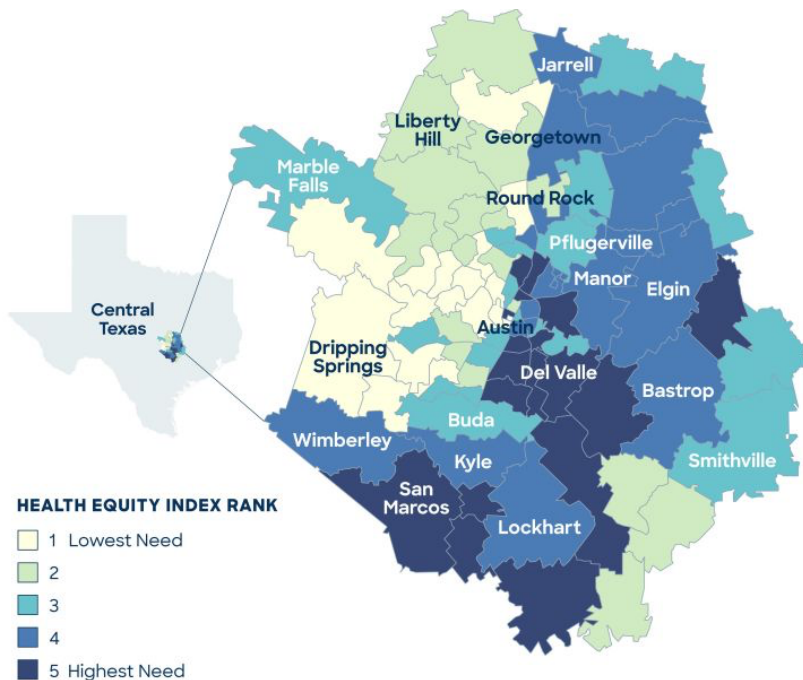 Jarrell
Liberty
Hill
Georgetown
Marble
Falls
Round Rock
Pflugerville
Manor
Elgin
Central
Texas
Austin
Dripping
Springs
Del Valle
Bastrop
Buda
Wimberley
Kyle
Smithville
San
Marcos
Lockhart
HEALTH EQUITY INDEX RANK
1 Lowest Need
2
3
4
5 Highest Need